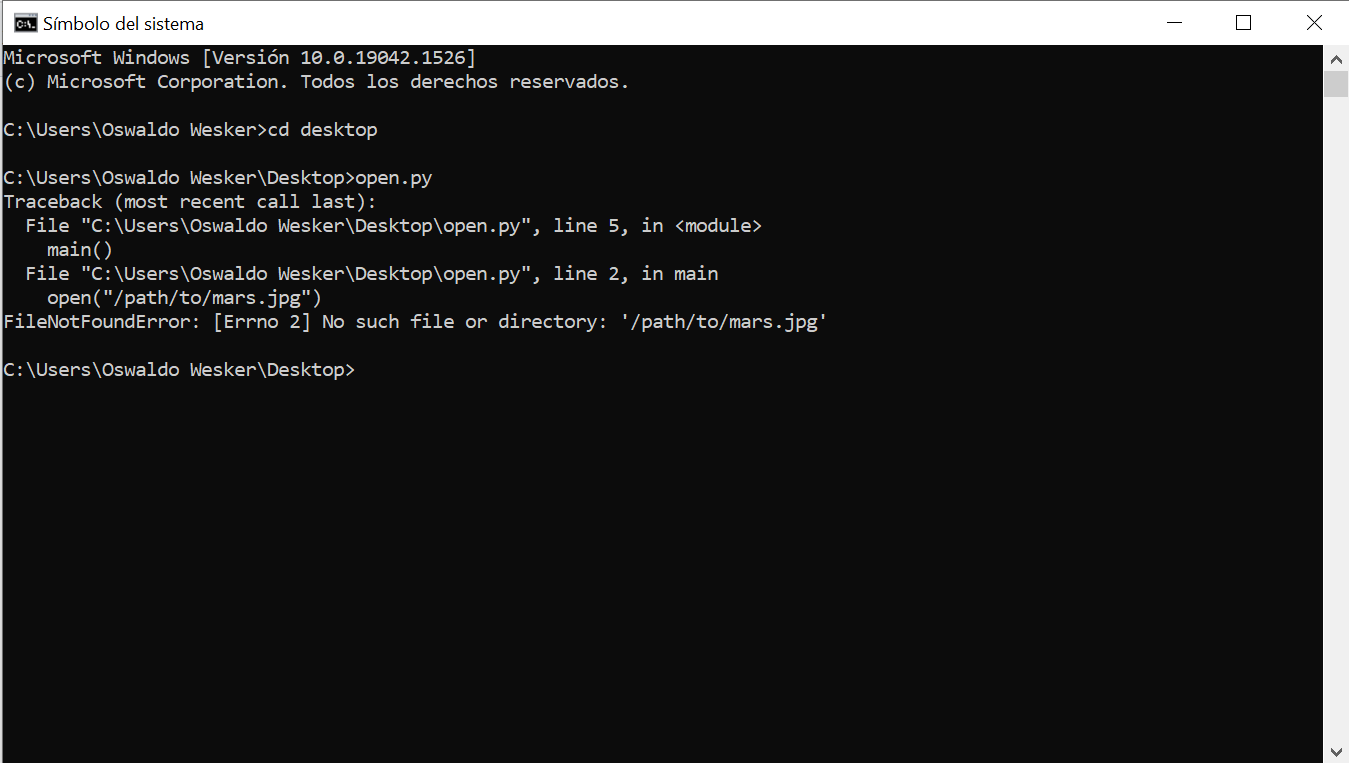 Símbolo del sistema
Microsoft Windows [Versión 10.0.19042.1526]
(c) Microsoft Corporation. Todos los derechos reservados.
C:\Users\Oswaldo Wesker>cd desktop
C:\Users\Oswaldo Wesker\Desktop>open.py
Traceback (most recent call last):
  File "C:\Users\Oswaldo Wesker\Desktop\open.py", line 5, in <module>
    main()
  File "C:\Users\Oswaldo Wesker\Desktop\open.py", line 2, in main
    open("/path/to/mars.jpg")
FileNotFoundError: [Errno 2] No such file or directory: '/path/to/mars.jpg'
C:\Users\Oswaldo Wesker\Desktop>